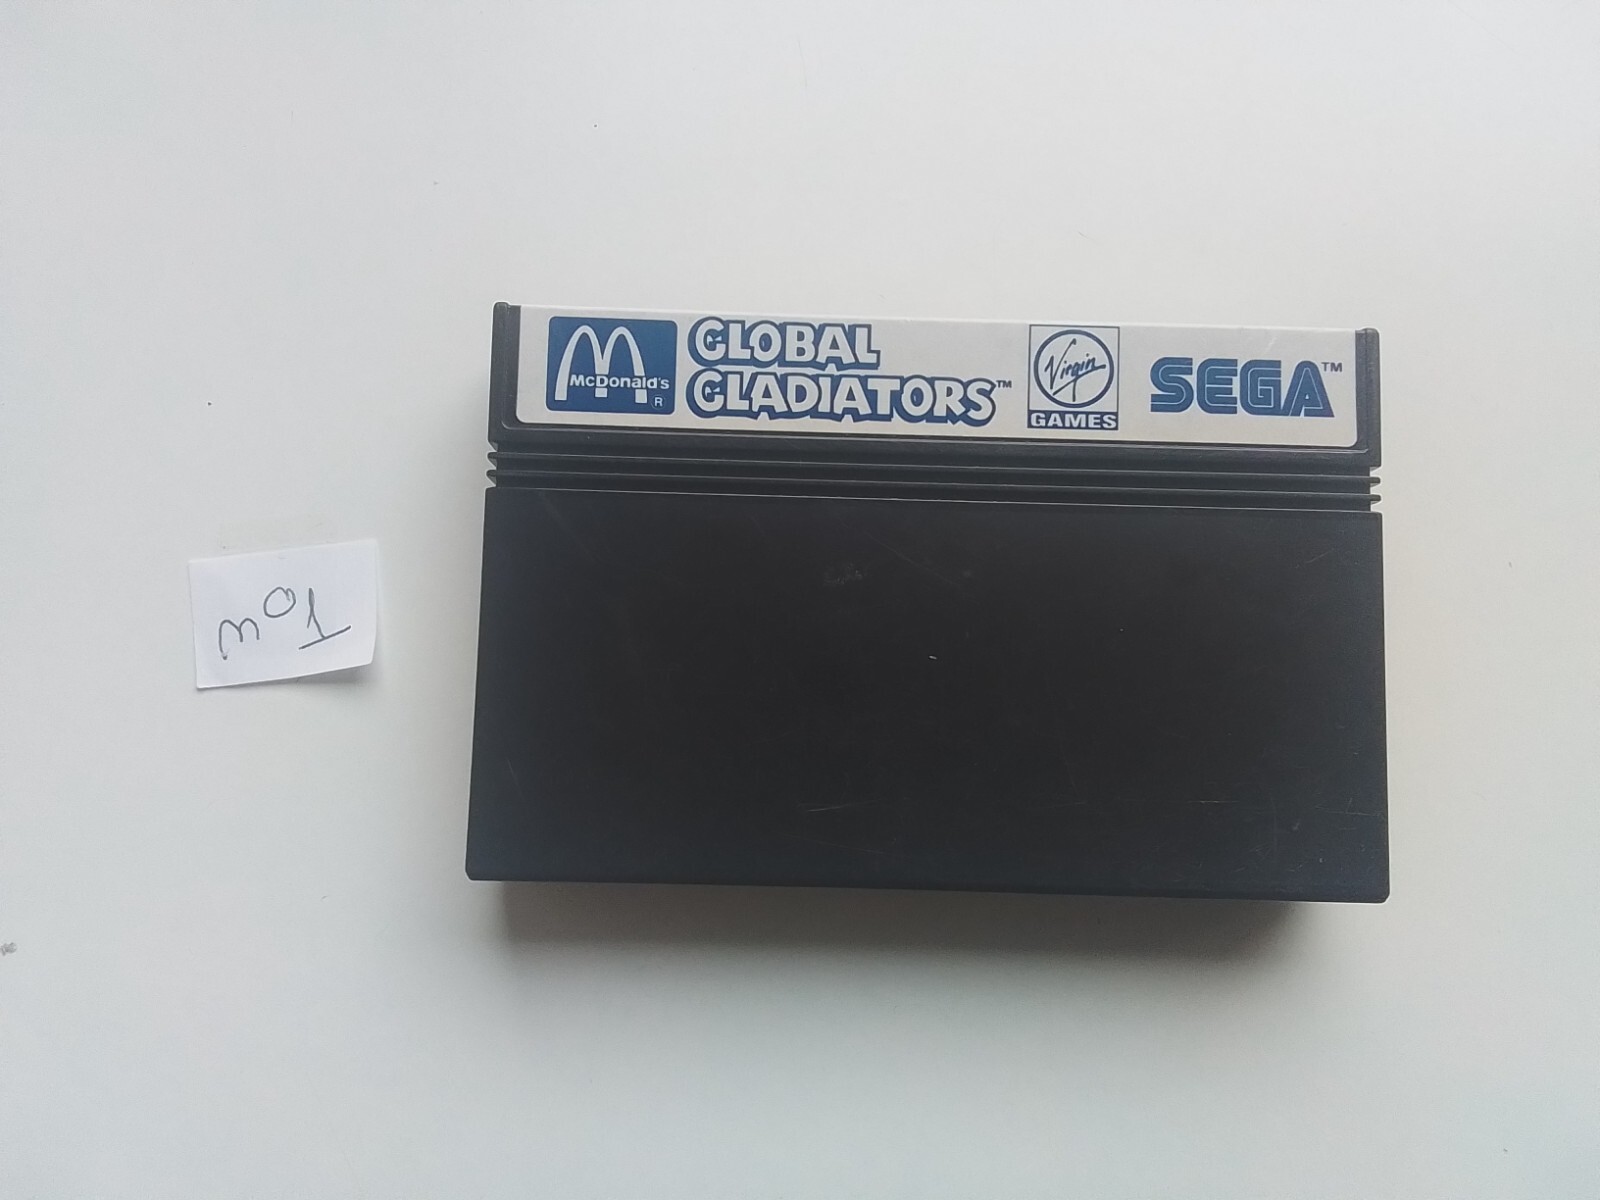 McDonald's
®
GLOBAL
GLADIATORS™
Virgin
GAMES
SEGA™
n°1